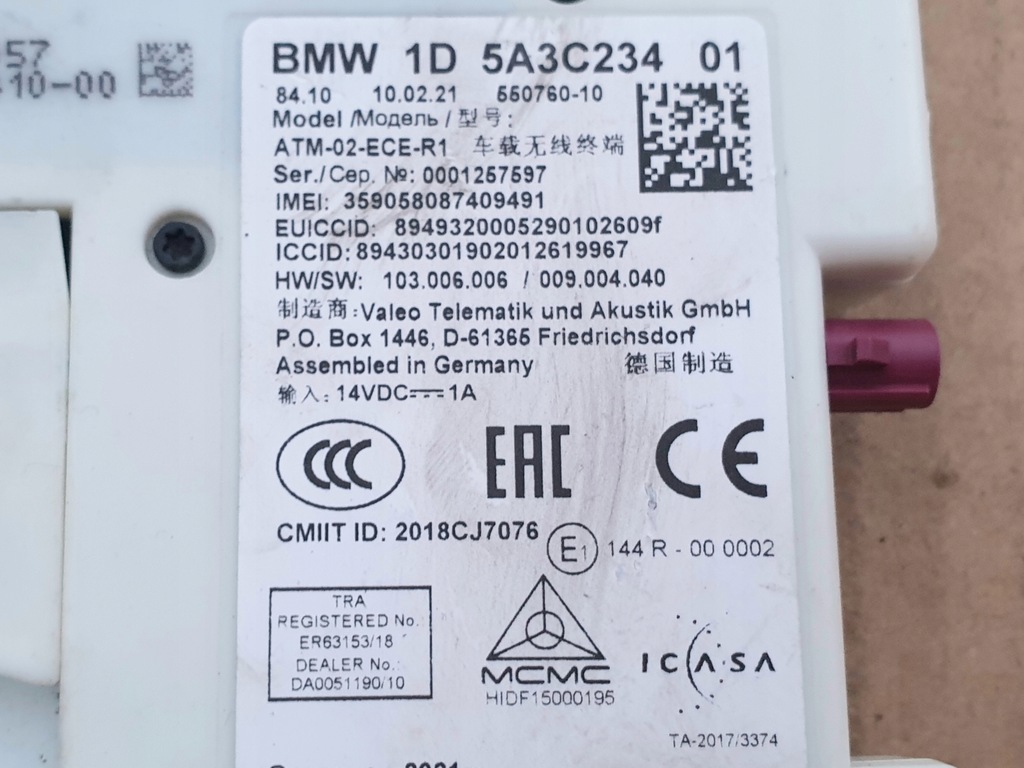 57
10-00
BMW 1D 5A3C234 01
84.10 10.02.21 550760-10
Model /Модель / 型号:
ATM-02-ECE-R1 车载无线终端
Ser./Сер. №: 0001257597
IMEI: 359058087409491
EUICCID: 89493200005290102609f
ICCID: 89430301902012619967
HW/SW: 103.006.006 / 009.004.040
制造商: Valeo Telematik und Akustik GmbH
P.O. Box 1446, D-61365 Friedrichsdorf
Assembled in Germany 德国制造
输入: 14VDC 1A
CCC EAC CE
CMIIT ID: 2018CJ7076
E1 144 R - 00 0002
TRA
REGISTERED No.:
ER63153/18
DEALER No.:
DA0051190/10
MCMC
HIDF15000195
ICASA
TA-2017/3374